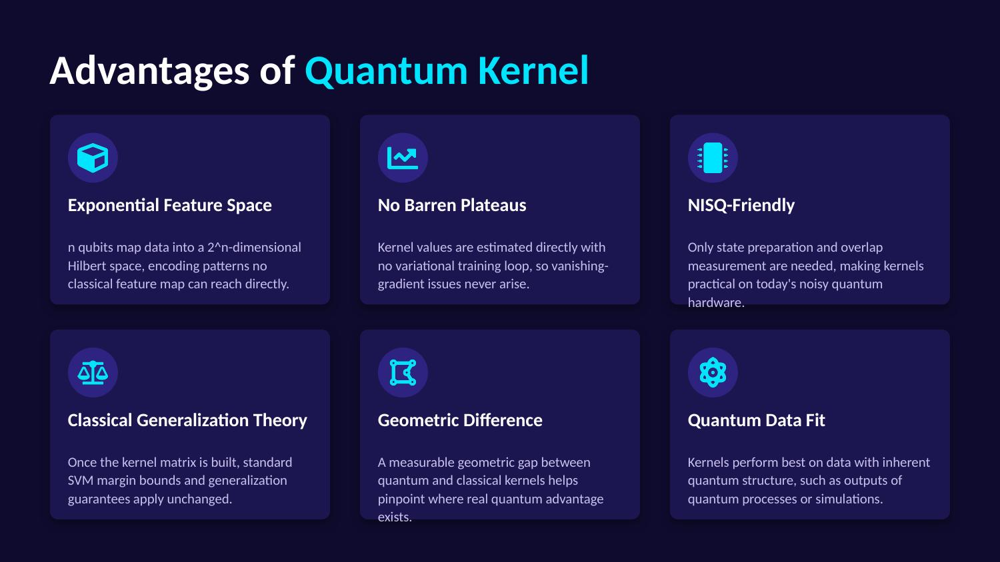 Advantages of Quantum Kernel
Exponential Feature Space
n qubits map data into a 2^n-dimensional
Hilbert space, encoding patterns no
classical feature map can reach directly.
No Barren Plateaus
Kernel values are estimated directly with
no variational training loop, so vanishing-
gradient issues never arise.
NISQ-Friendly
Only state preparation and overlap
measurement are needed, making kernels
practical on today's noisy quantum
hardware.
Classical Generalization Theory
Once the kernel matrix is built, standard
SVM margin bounds and generalization
guarantees apply unchanged.
Geometric Difference
A measurable geometric gap between
quantum and classical kernels helps
pinpoint where real quantum advantage
exists.
Quantum Data Fit
Kernels perform best on data with inherent
quantum structure, such as outputs of
quantum processes or simulations.